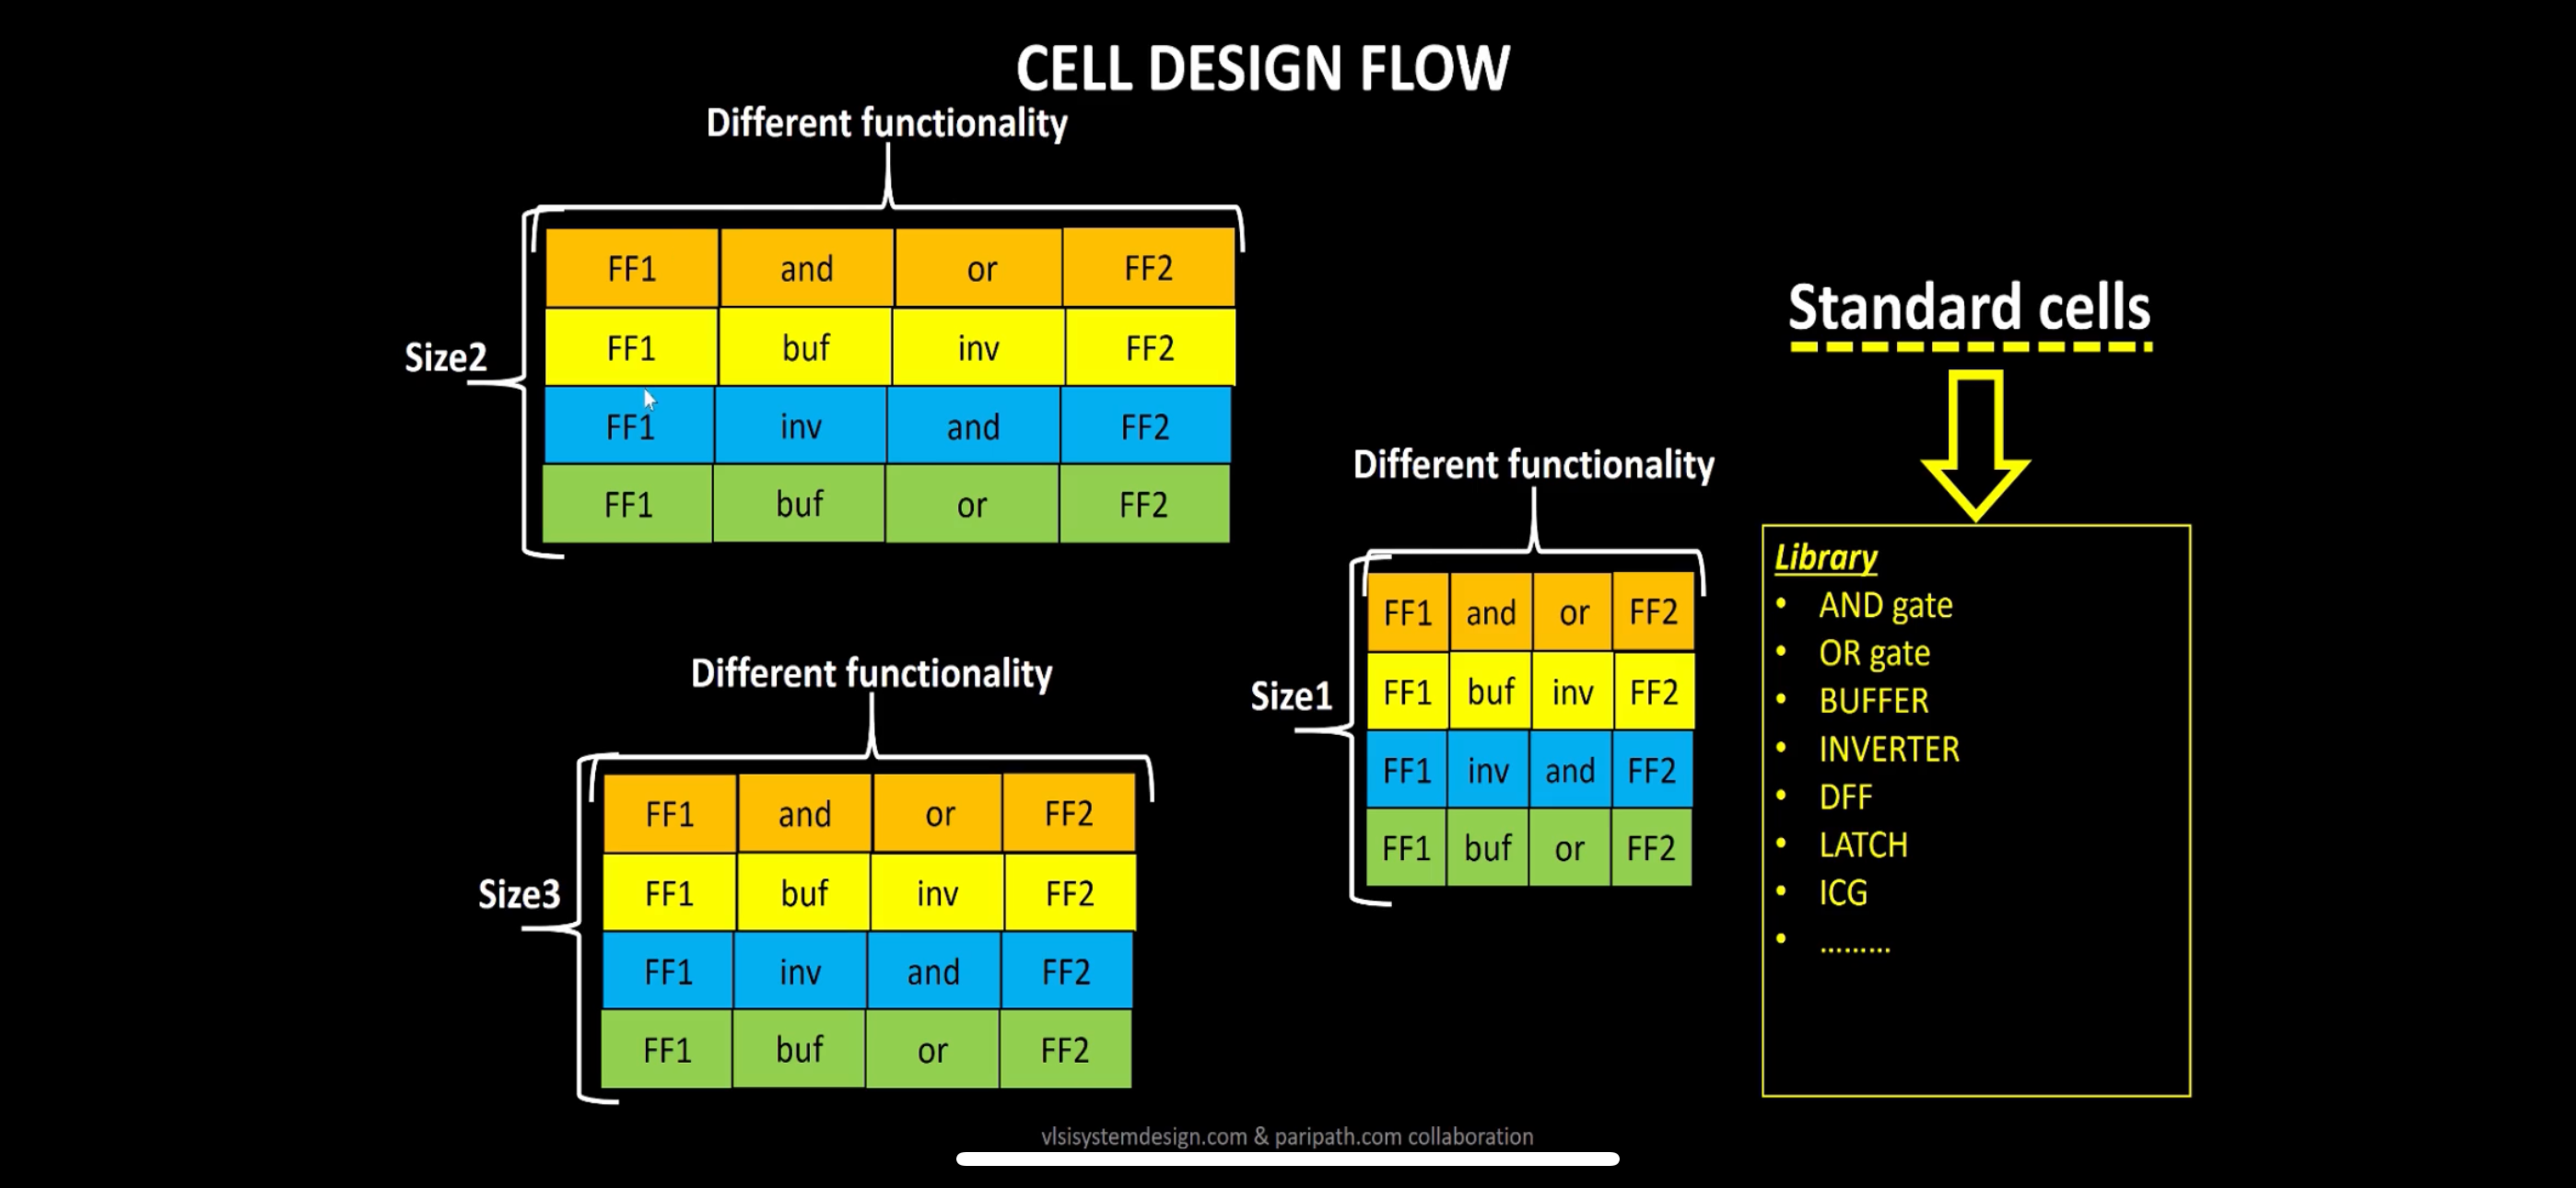 CELL DESIGN FLOW
Different functionality
Size2
FF1 and or FF2
FF1 buf inv FF2
FF1 inv and FF2
FF1 buf or FF2
Different functionality
Size3
FF1 and or FF2
FF1 buf inv FF2
FF1 inv and FF2
FF1 buf or FF2
Different functionality
Size1
FF1 and or FF2
FF1 buf inv FF2
FF1 inv and FF2
FF1 buf or FF2
Standard cells
Library
• AND gate
• OR gate
• BUFFER
• INVERTER
• DFF
• LATCH
• ICG
• .........
vlsisystemdesign.com & paripath.com collaboration